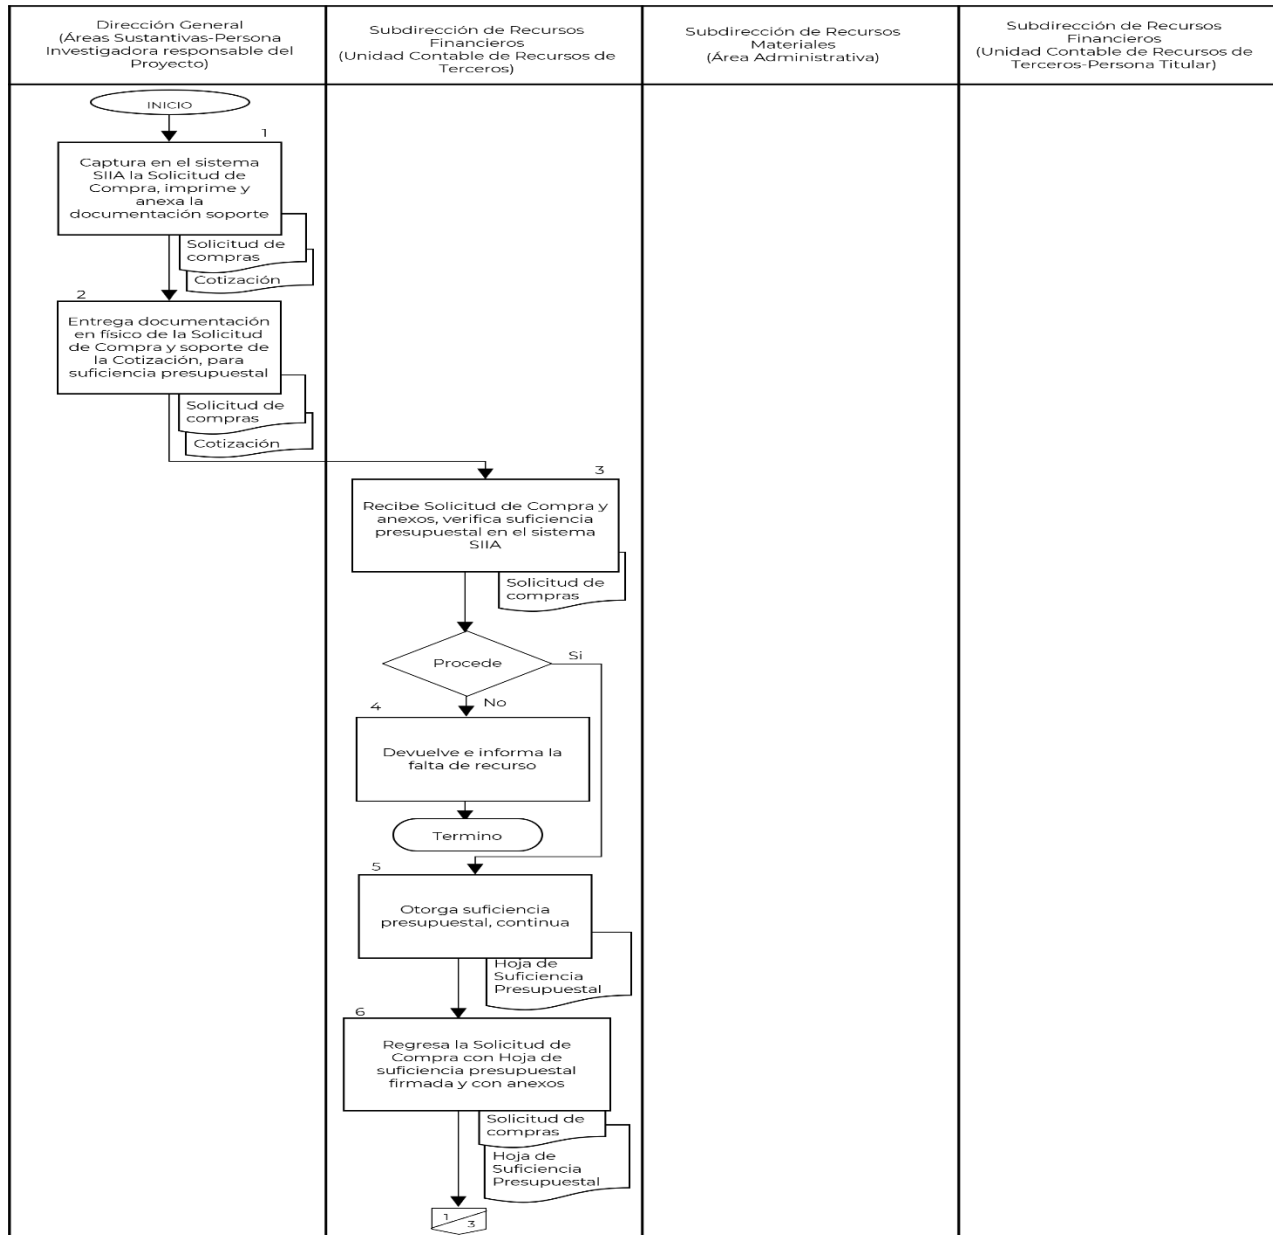 Dirección General
(Áreas Sustantivas-Persona
Investigadora responsable del
Proyecto)
Subdirección de Recursos
Financieros
(Unidad Contable de Recursos de
Terceros)
Subdirección de Recursos
Materiales
(Área Administrativa)
Subdirección de Recursos
Financieros
(Unidad Contable de Recursos de
Terceros-Persona Titular)
INICIO
1
Captura en el sistema
SIIA la Solicitud de
Compra, imprime y
anexa la
documentación soporte
Solicitud de
compras
Cotización
2
Entrega documentación
en físico de la Solicitud
de Compra y soporte de
la Cotización, para
suficiencia presupuestal
Solicitud de
compras
Cotización
3
Recibe Solicitud de Compra y
anexos, verifica suficiencia
presupuestal en el sistema
SIIA
Solicitud de
compras
Procede
Si
No
4
Devuelve e informa la
falta de recurso
Termino
5
Otorga suficiencia
presupuestal, continua
Hoja de
Suficiencia
Presupuestal
6
Regresa la Solicitud de
Compra con Hoja de
suficiencia presupuestal
firmada y con anexos
Solicitud de
compras
Hoja de
Suficiencia
Presupuestal
1
3